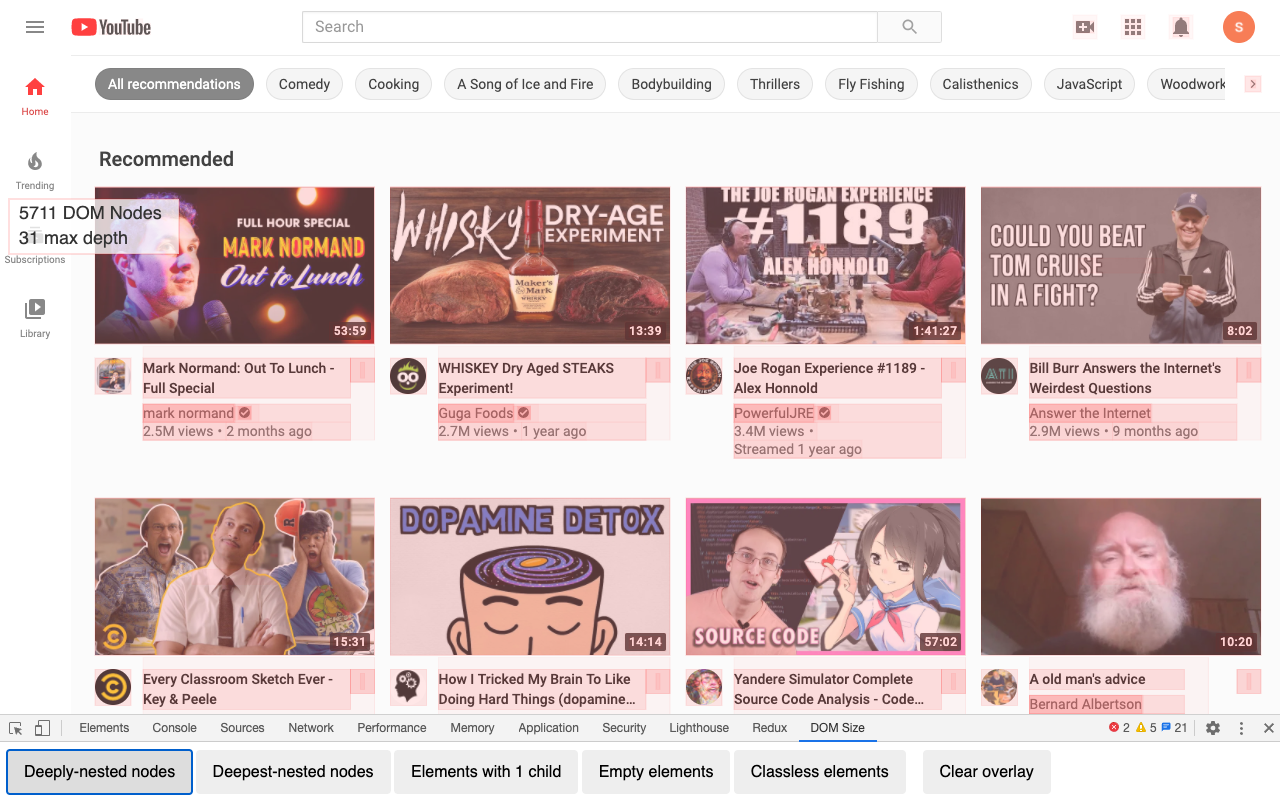 YouTube
Search
S
All recommendations
Comedy
Cooking
A Song of Ice and Fire
Bodybuilding
Thrillers
Fly Fishing
Calisthenics
JavaScript
Woodwork
Home
Trending
Subscriptions
Library
5711 DOM Nodes
31 max depth
Recommended
FULL HOUR SPECIAL
MARK NORMAND
Out to Lunch
53:59
WHISKY DRY-AGE
EXPERIMENT
Maker's
Mark
WHISKY
13:39
THE JOE ROGAN EXPERIENCE
#1189
ALEX HONNOLD
1:41:27
COULD YOU BEAT
TOM CRUISE
IN A FIGHT?
8:02
Mark Normand: Out To Lunch -
Full Special
mark normand
2.5M views • 2 months ago
WHISKEY Dry Aged STEAKS
Experiment!
Guga Foods
2.7M views • 1 year ago
Joe Rogan Experience #1189 -
Alex Honnold
PowerfulJRE
3.4M views •
Streamed 1 year ago
Bill Burr Answers the Internet's
Weirdest Questions
Answer the Internet
2.9M views • 9 months ago
15:31
DOPAMINE DETOX
14:14
SOURCE CODE
57:02
10:20
Every Classroom Sketch Ever -
Key & Peele
How I Tricked My Brain To Like
Doing Hard Things (dopamine...
Yandere Simulator Complete
Source Code Analysis - Code...
A old man's advice
Bernard Albertson
Elements
Console
Sources
Network
Performance
Memory
Application
Security
Lighthouse
Redux
DOM Size
2
5
21
Deeply-nested nodes
Deepest-nested nodes
Elements with 1 child
Empty elements
Classless elements
Clear overlay